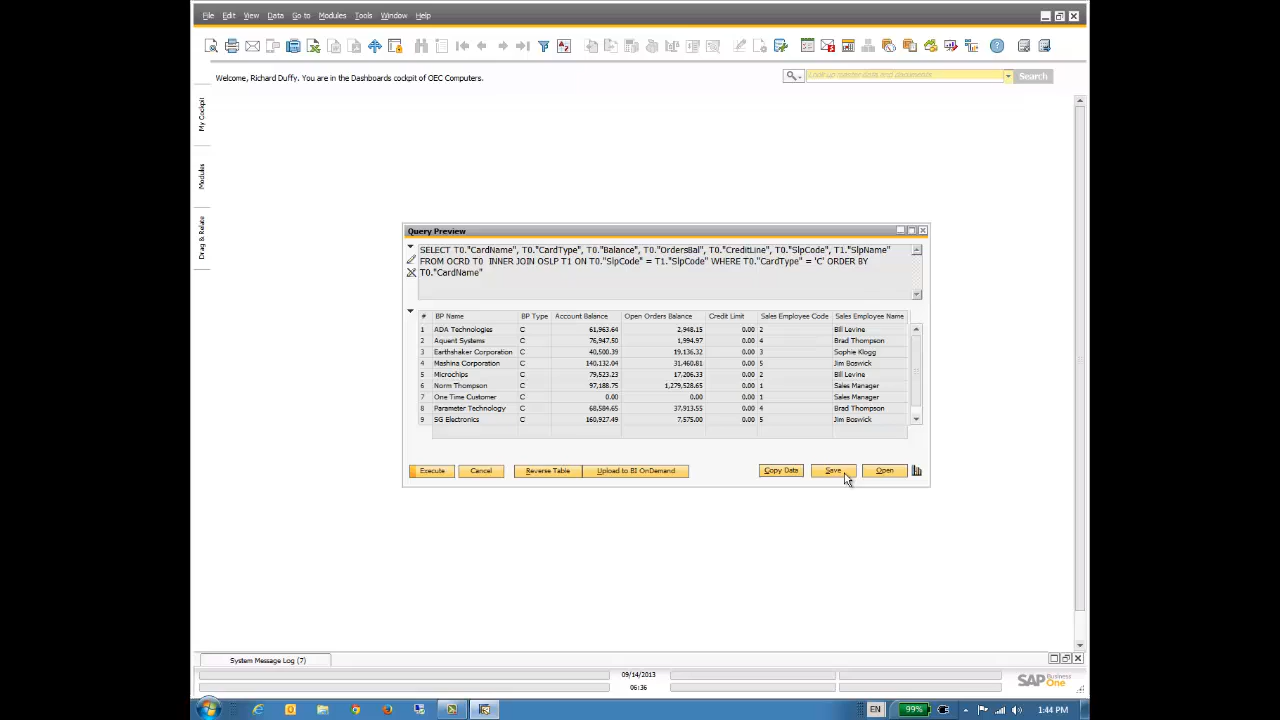 File Edit View Data Go to Modules Tools Window Help
Welcome, Richard Duffy. You are in the Dashboards cockpit of OEC Computers.
Look up master data and documents
Search
My Cockpit
Modules
Drag & Relate
Query Preview
SELECT T0."CardName", T0."CardType", T0."Balance", T0."OrdersBal", T0."CreditLine", T0."SlpCode", T1."SlpName"
FROM OCRD T0 INNER JOIN OSLP T1 ON T0."SlpCode" = T1."SlpCode" WHERE T0."CardType" = 'C' ORDER BY
T0."CardName"
# BP Name BP Type Account Balance Open Orders Balance Credit Limit Sales Employee Code Sales Employee Name
1 ADA Technologies C 61,963.64 2,948.15 0.00 2 Bill Levine
2 Aquent Systems C 76,947.50 1,994.97 0.00 4 Brad Thompson
3 Earthshaker Corporation C 40,500.39 19,136.32 0.00 3 Sophie Klogg
4 Mashina Corporation C 140,132.04 31,460.81 0.00 5 Jim Boswick
5 Microchips C 79,523.23 17,206.33 0.00 2 Bill Levine
6 Norm Thompson C 97,188.75 1,279,528.65 0.00 1 Sales Manager
7 One Time Customer C 0.00 0.00 0.00 1 Sales Manager
8 Parameter Technology C 68,584.65 37,913.55 0.00 4 Brad Thompson
9 SG Electronics C 160,927.49 7,575.00 0.00 5 Jim Boswick
Execute Cancel Reverse Table Upload to BI OnDemand Copy Data Save Open
System Message Log (7)
09/14/2013
06:36
SAP Business One
EN 99% 1:44 PM